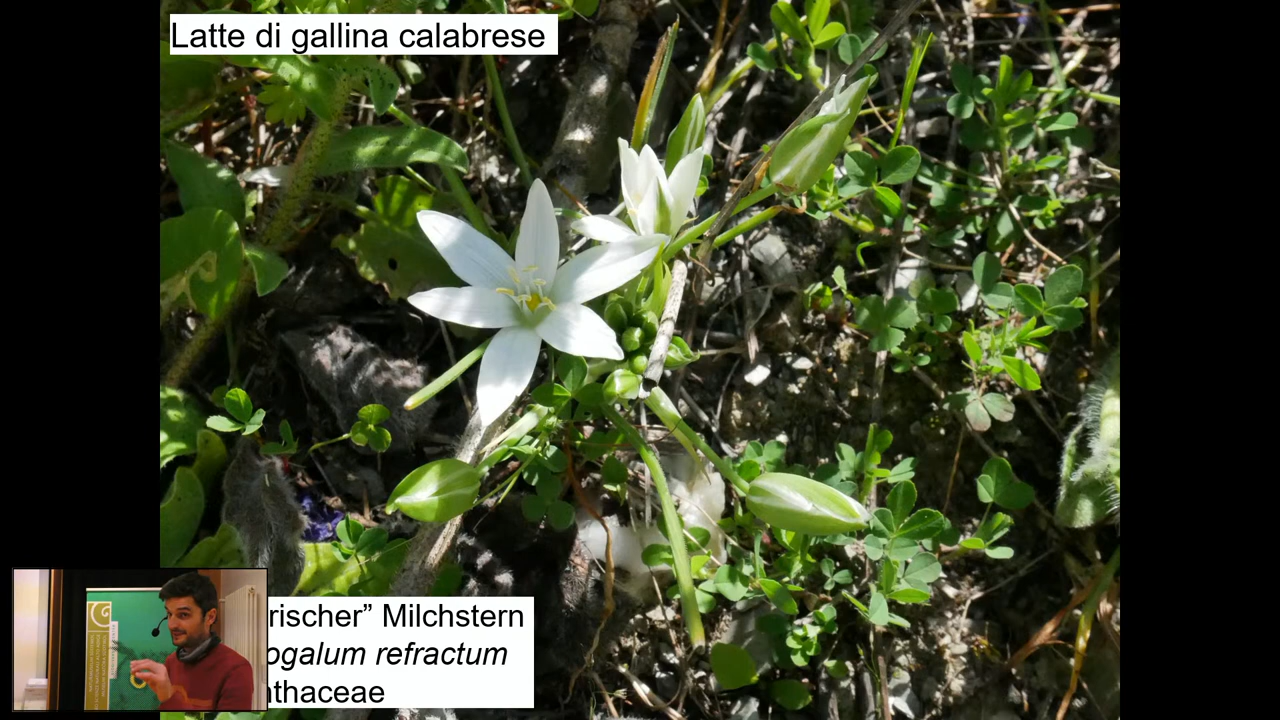 Latte di gallina calabrese
rischer” Milchstern
ogalum refractum
nthaceae